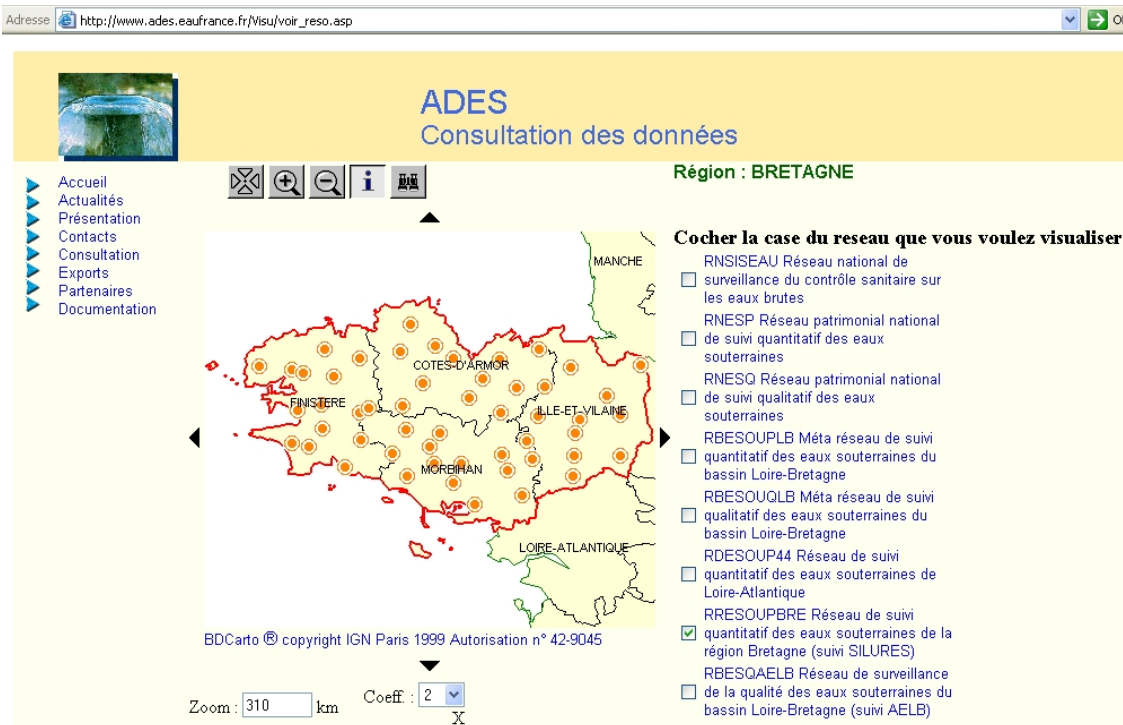 Adresse http://www.ades.eaufrance.fr/Visu/voir_reso.asp
ADES
Consultation des données
Accueil
Actualités
Présentation
Contacts
Consultation
Exports
Partenaires
Documentation
MANCHE
COTES-D'ARMOR
FINISTERE
ILLE-ET-VILAINE
MORBIHAN
LOIRE-ATLANTIQUE
BDCarto ® copyright IGN Paris 1999 Autorisation n° 42-9045
Zoom : 310 km Coeff. : 2
X
Région : BRETAGNE
Cocher la case du reseau que vous voulez visualiser
RNSISEAU Réseau national de
surveillance du contrôle sanitaire sur
les eaux brutes
RNESP Réseau patrimonial national
de suivi quantitatif des eaux
souterraines
RNESQ Réseau patrimonial national
de suivi qualitatif des eaux
souterraines
RBESOUPLB Méta réseau de suivi
quantitatif des eaux souterraines du
bassin Loire-Bretagne
RBESOUQLB Méta réseau de suivi
qualitatif des eaux souterraines du
bassin Loire-Bretagne
RDESOUP44 Réseau de suivi
quantitatif des eaux souterraines de
Loire-Atlantique
RRESOUPBRE Réseau de suivi
quantitatif des eaux souterraines de la
région Bretagne (suivi SILURES)
RBESQAELB Réseau de surveillance
de la qualité des eaux souterraines du
bassin Loire-Bretagne (suivi AELB)